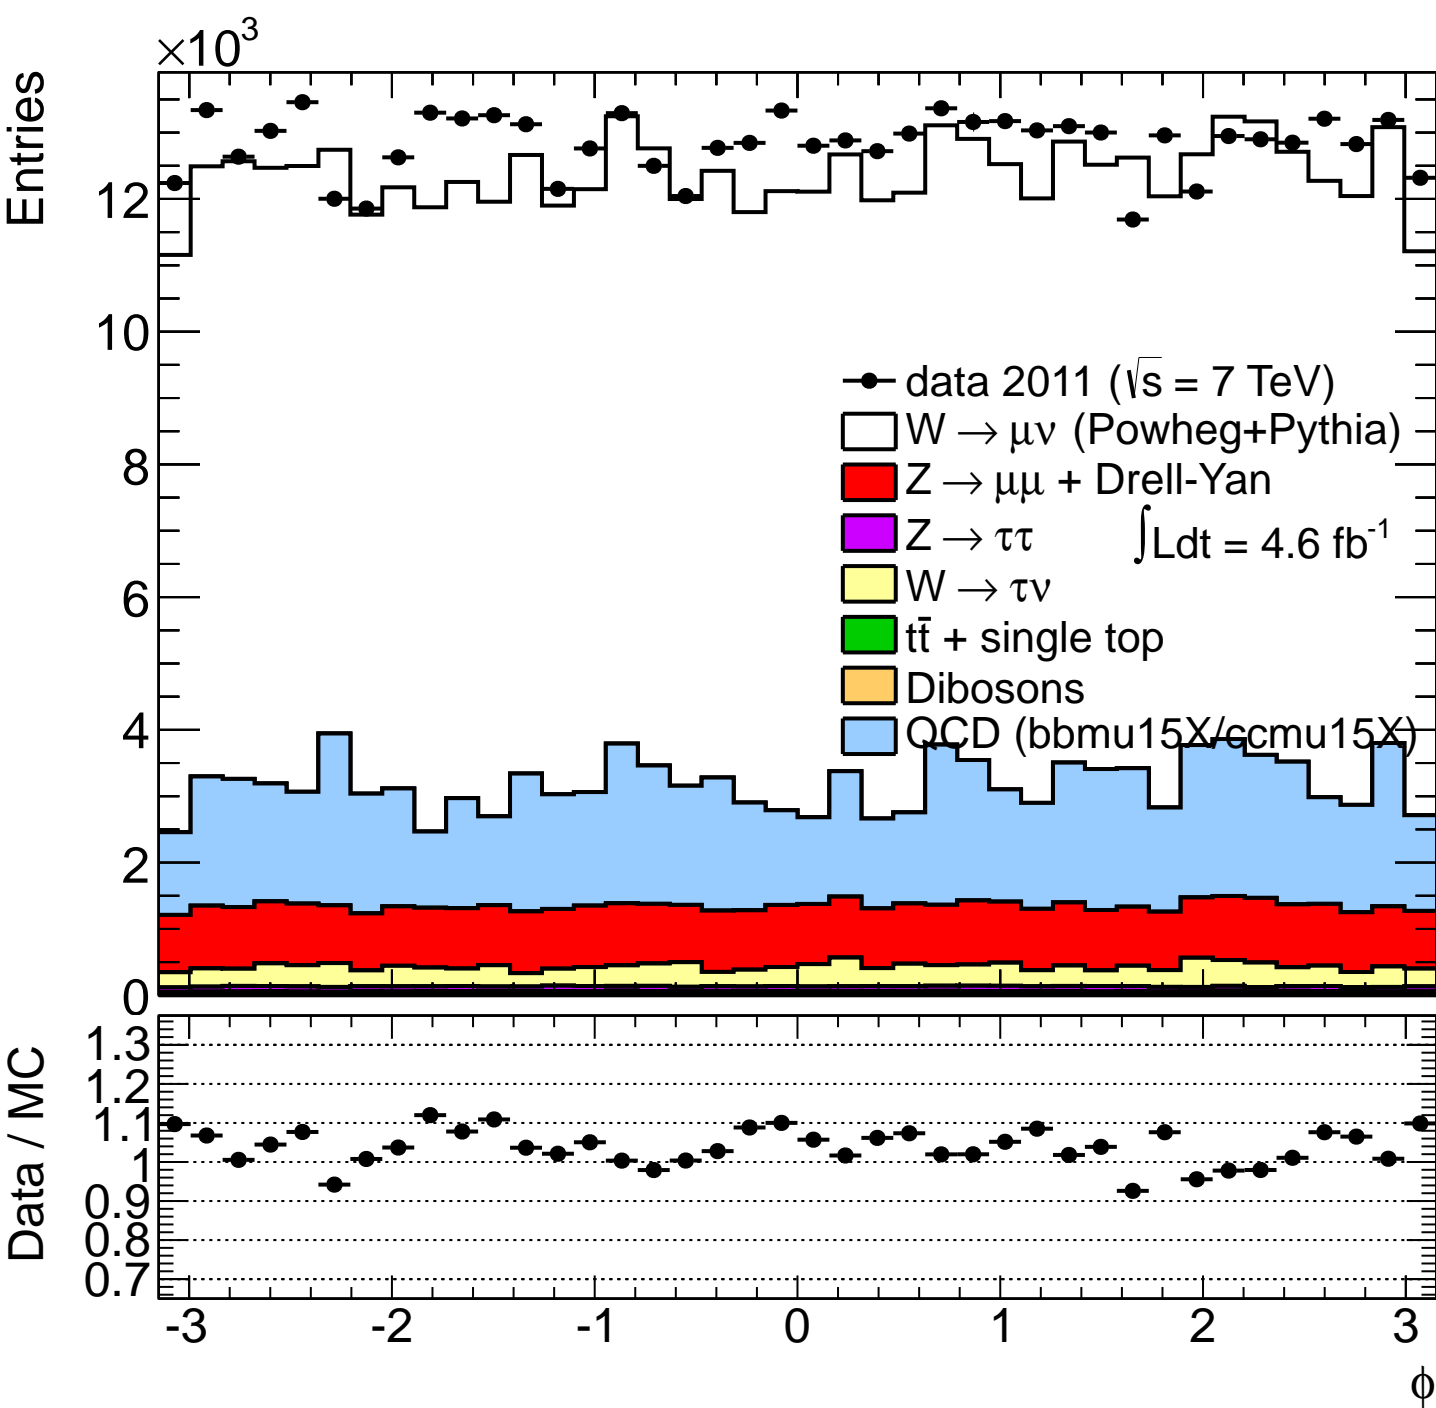 ×10³
Entries
12
10
8
6
4
2
0
data 2011 (√s = 7 TeV)
W → μν (Powheg+Pythia)
Z → μμ + Drell-Yan
Z → ττ
∫Ldt = 4.6 fb⁻¹
W → τν
tt̄ + single top
Dibosons
QCD (bbmu15X/ccmu15X)
Data / MC
1.3
1.2
1.1
1
0.9
0.8
0.7
-3 -2 -1 0 1 2 3
ϕ